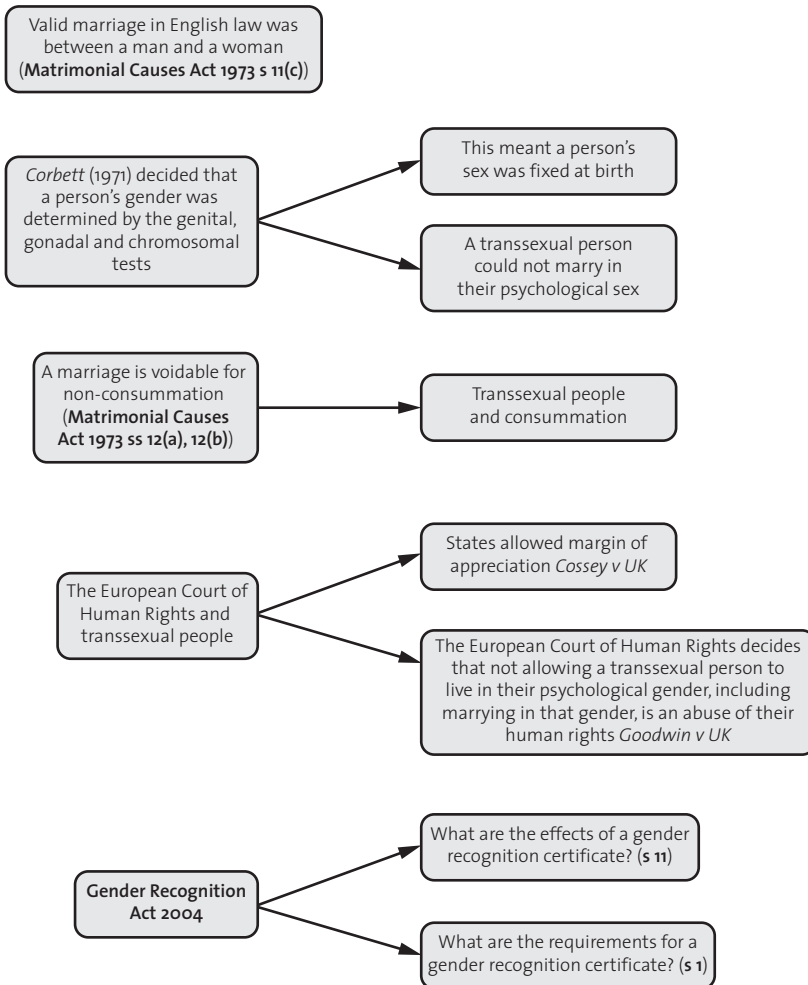 Valid marriage in English law was
between a man and a woman
(Matrimonial Causes Act 1973 s 11(c))
Corbett (1971) decided that
a person's gender was
determined by the genital,
gonadal and chromosomal
tests
This meant a person's
sex was fixed at birth
A transsexual person
could not marry in
their psychological sex
A marriage is voidable for
non-consummation
(Matrimonial Causes
Act 1973 ss 12(a), 12(b))
Transsexual people
and consummation
The European Court of
Human Rights and
transsexual people
States allowed margin of
appreciation Cossey v UK
The European Court of Human Rights decides
that not allowing a transsexual person to
live in their psychological gender, including
marrying in that gender, is an abuse of their
human rights Goodwin v UK
Gender Recognition
Act 2004
What are the effects of a gender
recognition certificate? (s 11)
What are the requirements for a
gender recognition certificate? (s 1)